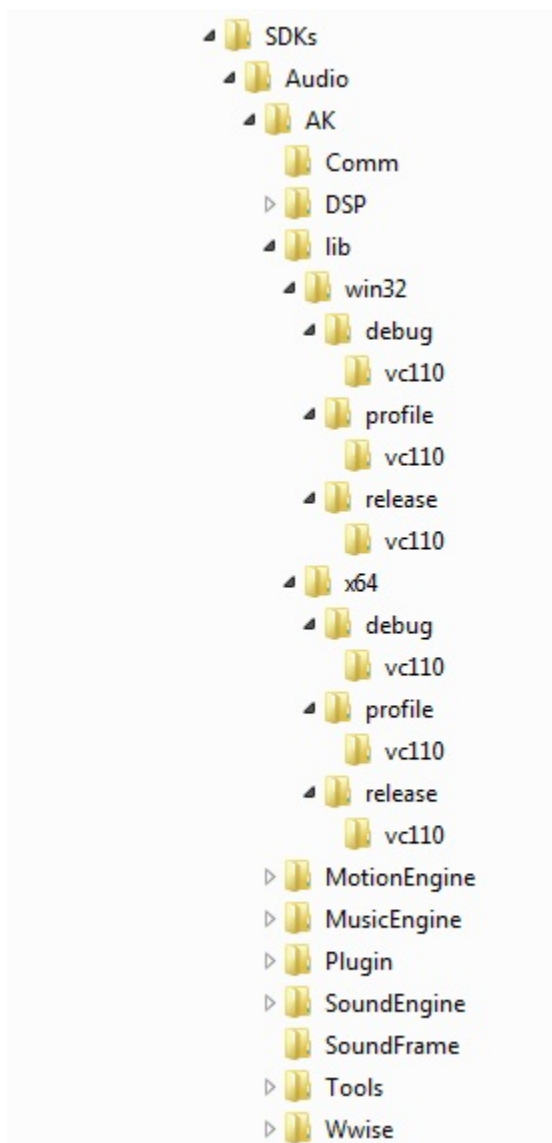 SDKs
Audio
AK
Comm
DSP
lib
win32
debug
vc110
profile
vc110
release
vc110
x64
debug
vc110
profile
vc110
release
vc110
MotionEngine
MusicEngine
Plugin
SoundEngine
SoundFrame
Tools
Wwise